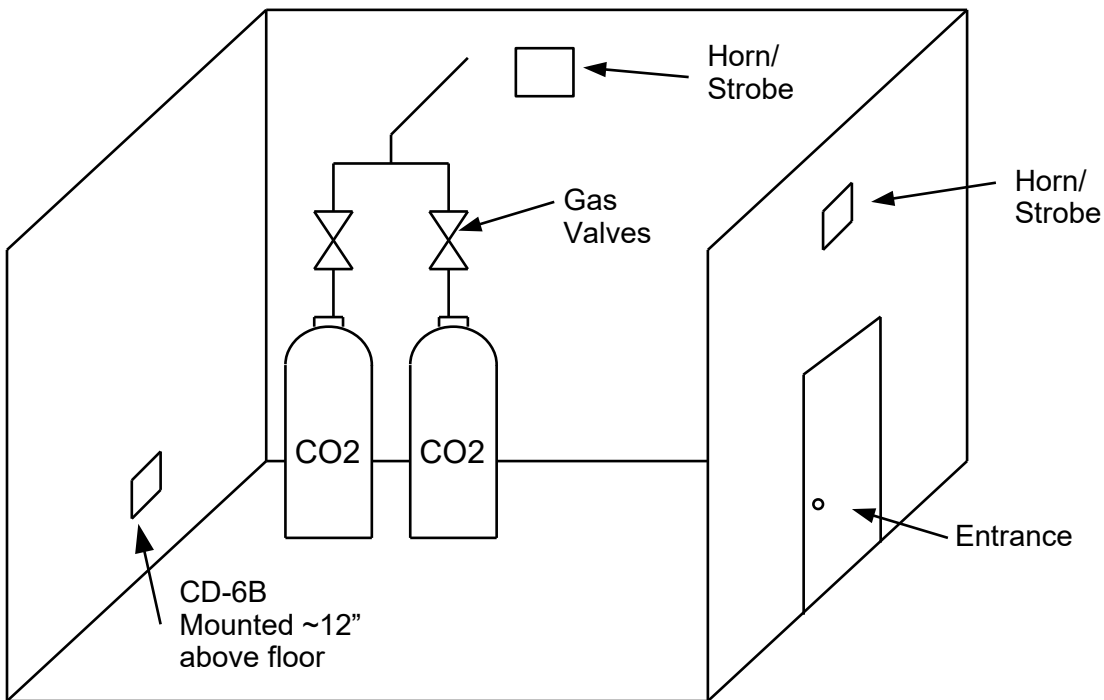 Horn/
Strobe
Horn/
Strobe
Gas
Valves
CO2
CO2
Entrance
CD-6B
Mounted ~12”
above floor